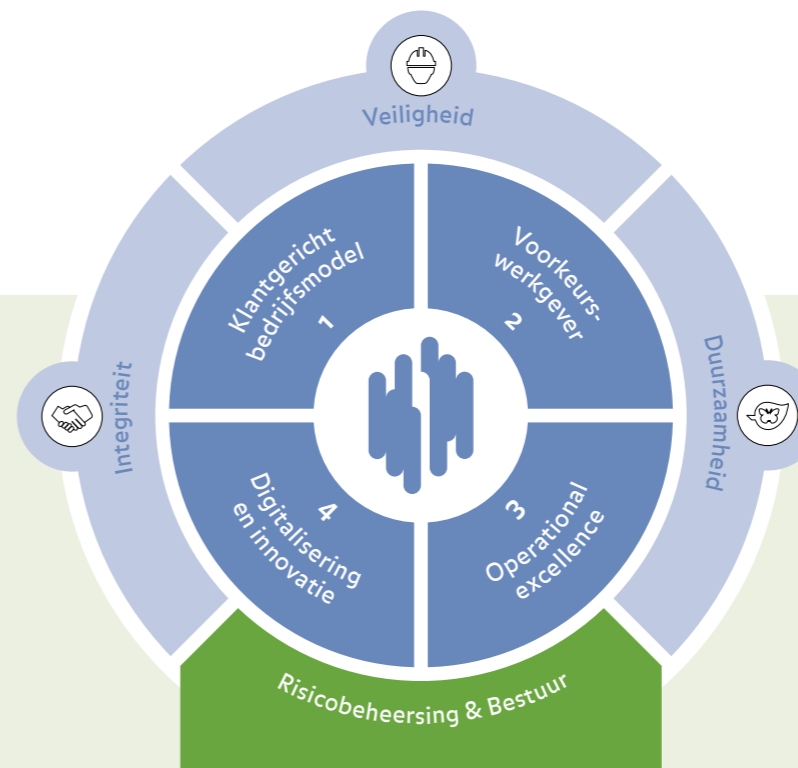 Veiligheid
Klantgericht
bedrijfsmodel
1
Voorkeurs-
werkgever
2
Integriteit
Duurzaamheid
4
Digitalisering
en innovatie
3
Operational
excellence
Risicobeheersing & Bestuur